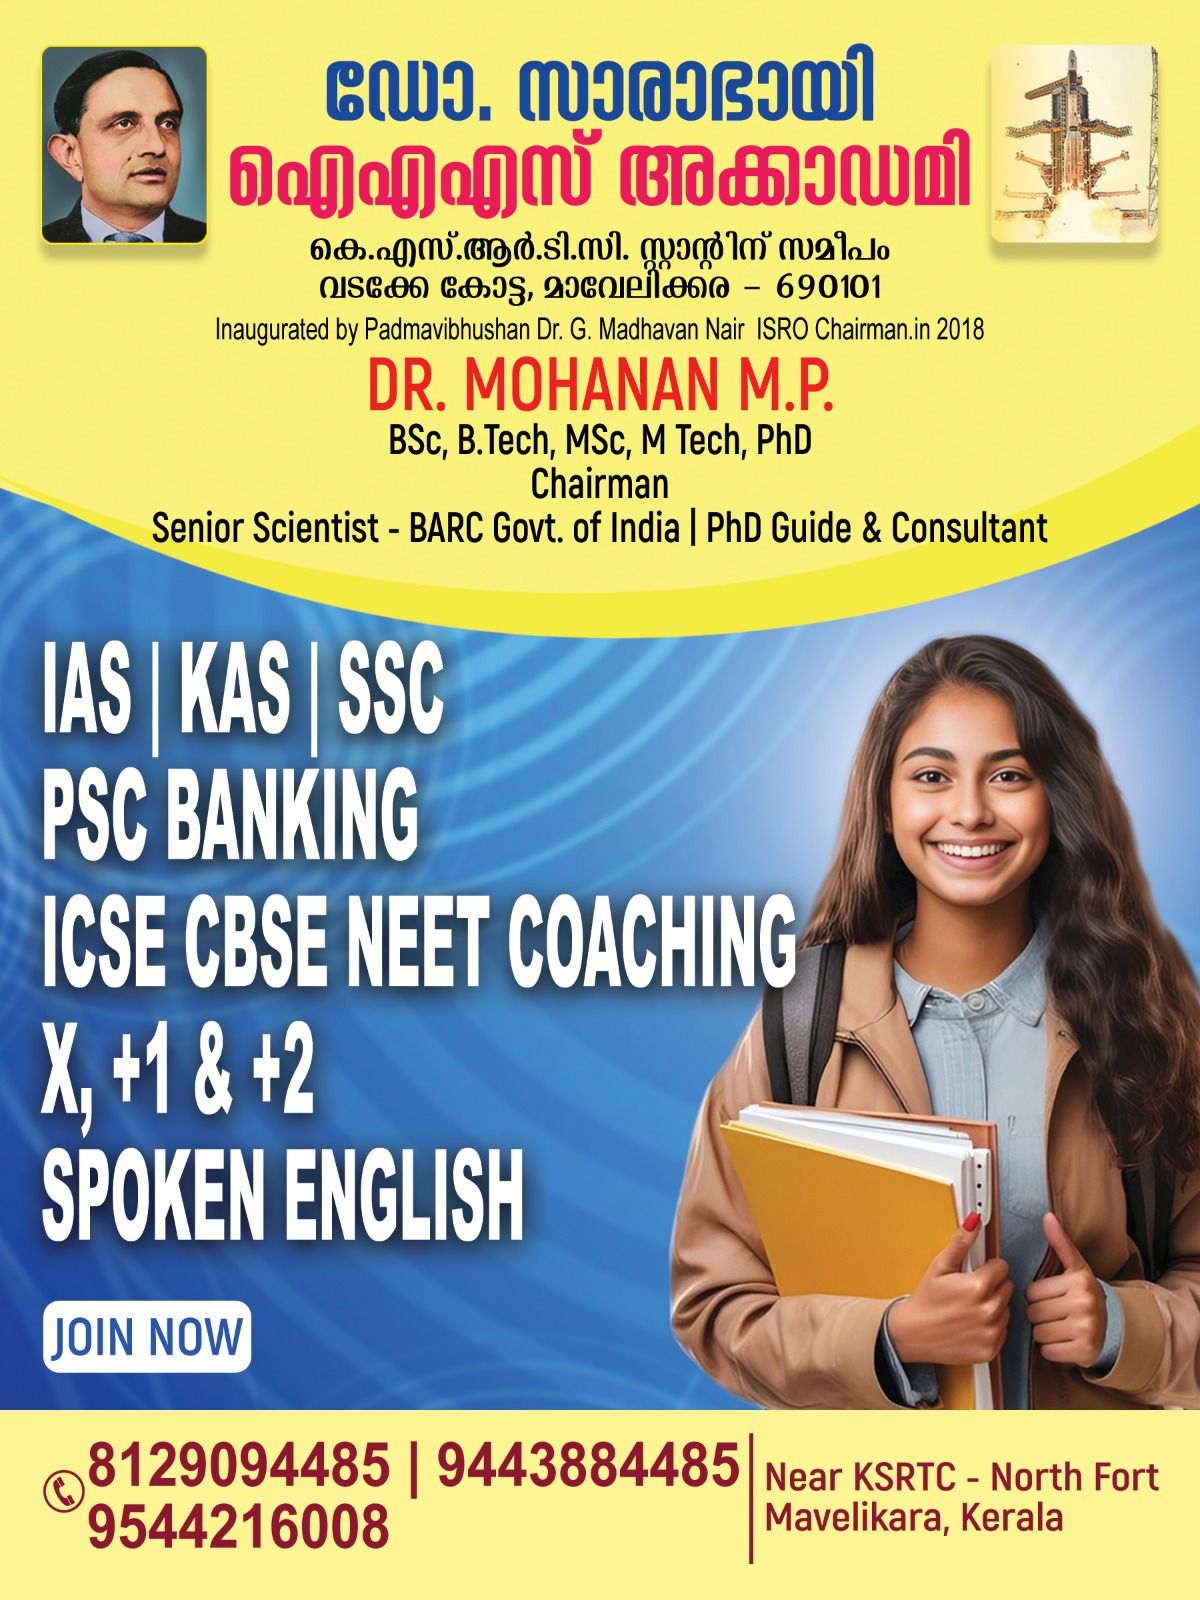 ഡോ. സാരാഭായി
ഐഎഎസ് അക്കാഡമി
കെ.എസ്.ആർ.ടി.സി. സ്റ്റാന്റിന് സമീപം
വടക്കേ കോട്ട, മാവേലിക്കര – 690101
Inaugurated by Padmavibhushan Dr. G. Madhavan Nair ISRO Chairman.in 2018
DR. MOHANAN M.P.
BSc, B.Tech, MSc, M Tech, PhD
Chairman
Senior Scientist - BARC Govt. of India | PhD Guide & Consultant
IAS | KAS | SSC
PSC BANKING
ICSE CBSE NEET COACHING
X, +1 & +2
SPOKEN ENGLISH
JOIN NOW
8129094485 | 9443884485
9544216008
Near KSRTC - North Fort
Mavelikara, Kerala